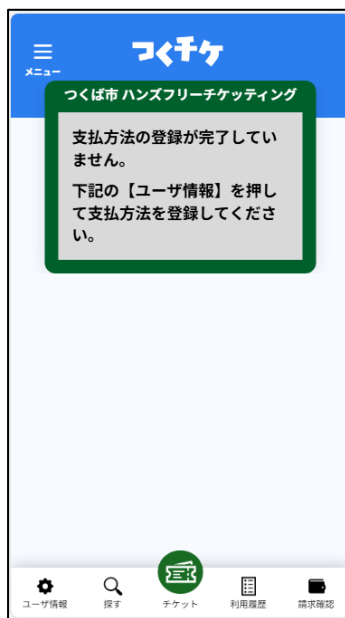 つくチケ
メニュー
つくば市 ハンズフリーチケッティング
支払方法の登録が完了してい
ません。
下記の【ユーザ情報】を押し
て支払方法を登録してくださ
い。
ユーザ情報
探す
チケット
利用履歴
請求確認